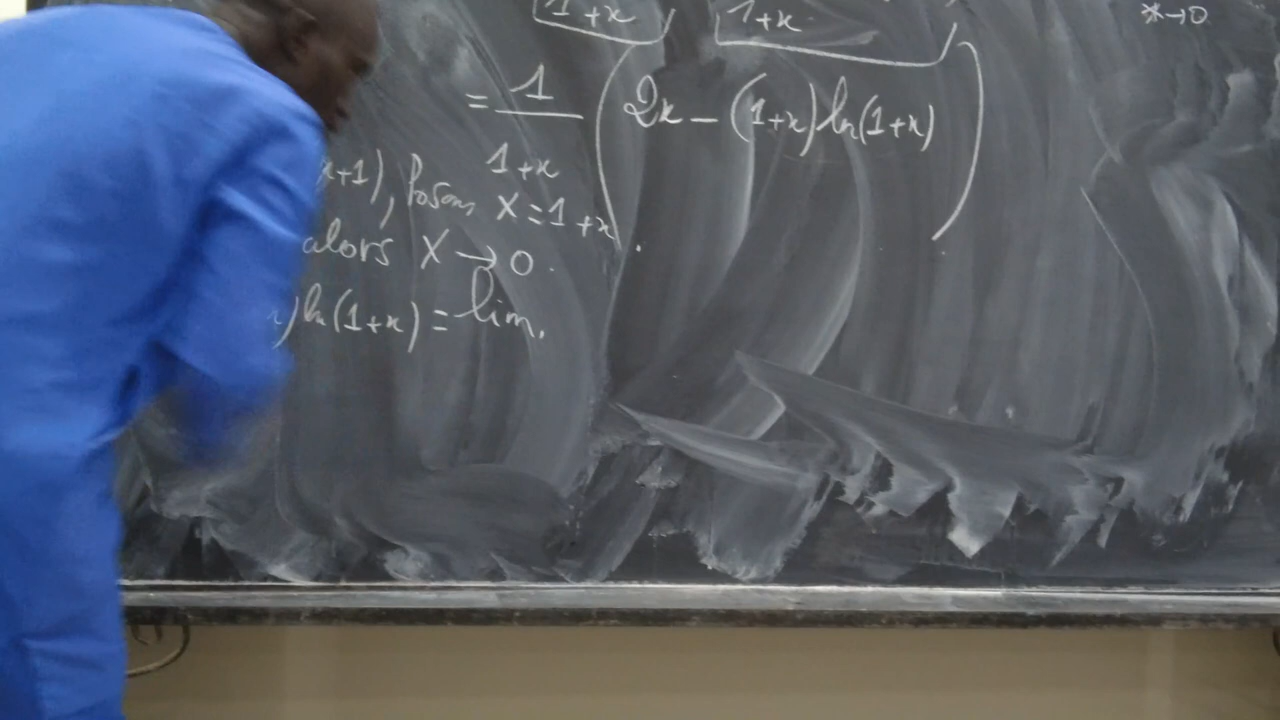 1+x 1+x x→0
= 1/(1+x) (2x - (1+x) ln(1+x))
x+1), Posons X = 1+x.
alors X → 0.
) ln(1+x) = lim.